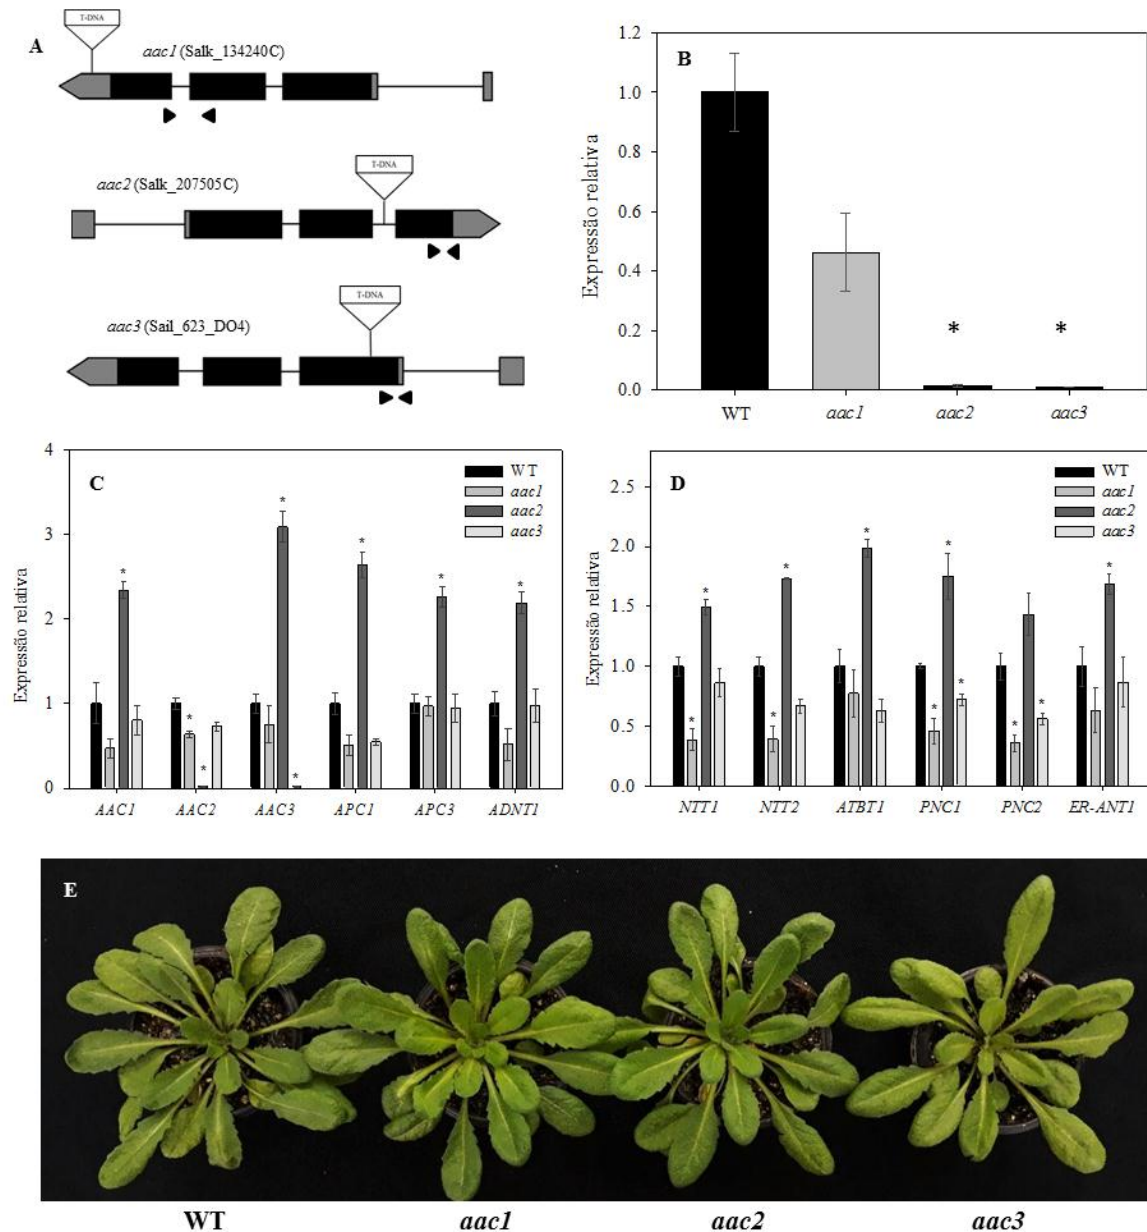 A
T-DNA
aac1 (Salk_134240C)
T-DNA
aac2 (Salk_207505C)
T-DNA
aac3 (Sail_623_DO4)
B
Expressão relativa
1.2
1.0
0.8
0.6
0.4
0.2
0.0
*
*
WT
aac1
aac2
aac3
C
Expressão relativa
4
3
2
1
0
WT
aac1
aac2
aac3
*
*
*
*
*
*
*
*
AAC1
AAC2
AAC3
APC1
APC3
ADNT1
D
Expressão relativa
2.5
2.0
1.5
1.0
0.5
0.0
WT
aac1
aac2
aac3
*
*
*
*
*
*
*
*
*
*
*
NTT1
NTT2
ATBT1
PNC1
PNC2
ER-ANT1
E
WT
aac1
aac2
aac3